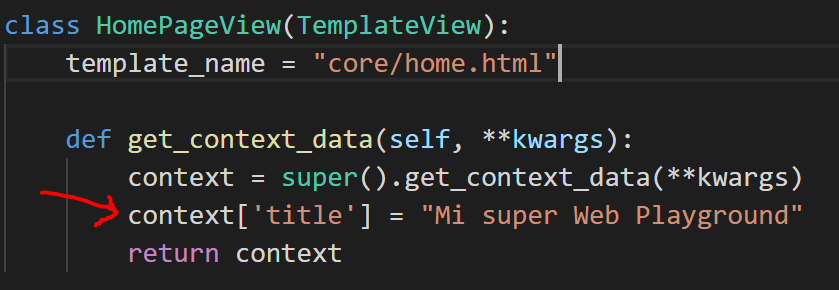 class HomePageView(TemplateView):
    template_name = "core/home.html"
    def get_context_data(self, **kwargs):
        context = super().get_context_data(**kwargs)
        context['title'] = "Mi super Web Playground"
        return context